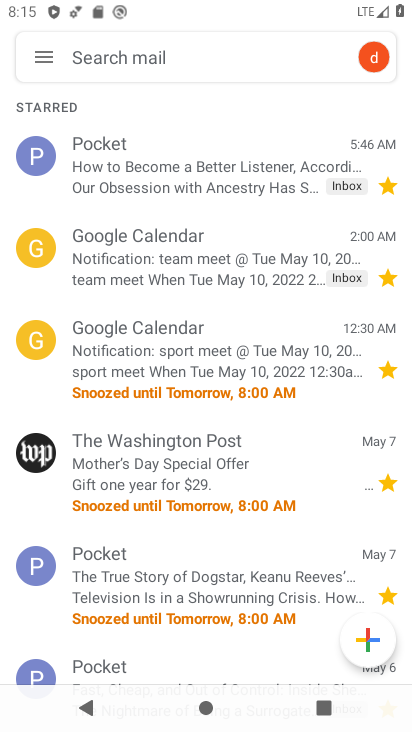 8:15
LTE
Search mail
d
STARRED
P
Pocket
5:46 AM
How to Become a Better Listener, Accordi...
Our Obsession with Ancestry Has S...
Inbox
G
Google Calendar
2:00 AM
Notification: team meet @ Tue May 10, 20...
team meet When Tue May 10, 2022 2...
Inbox
G
Google Calendar
12:30 AM
Notification: sport meet @ Tue May 10, 20...
sport meet When Tue May 10, 2022 12:30a...
Snoozed until Tomorrow, 8:00 AM
wp
The Washington Post
May 7
Mother's Day Special Offer
Gift one year for $29.
...
Snoozed until Tomorrow, 8:00 AM
P
Pocket
May 7
The True Story of Dogstar, Keanu Reeves'...
Television Is in a Showrunning Crisis. How...
Snoozed until Tomorrow, 8:00 AM
P
Pocket
May 6
Fast, Cheap, and Out of Control: Inside She...
The Nightmare of Being a Surrogate
Inbox